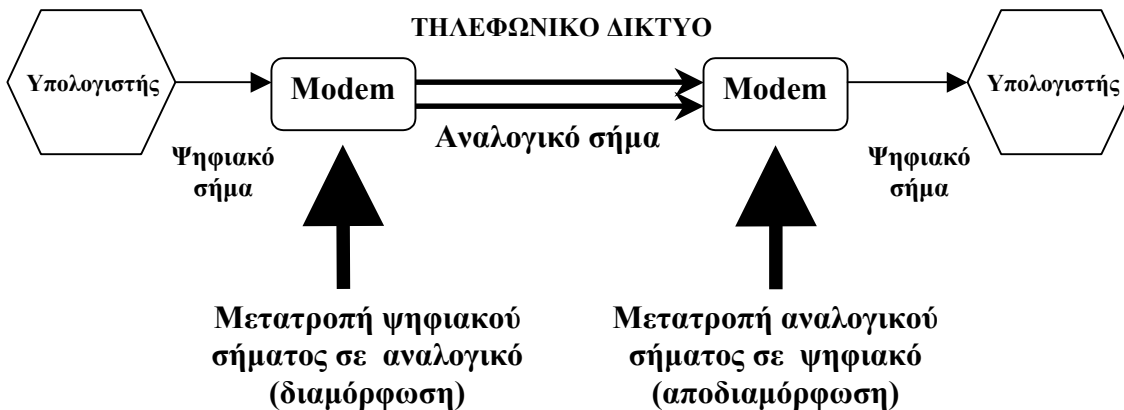 ΤΗΛΕΦΩΝΙΚΟ ΔΙΚΤΥΟ
Υπολογιστής
Modem
Modem
Υπολογιστής
Αναλογικό σήμα
Ψηφιακό
σήμα
Ψηφιακό
σήμα
Μετατροπή ψηφιακού
σήματος σε αναλογικό
(διαμόρφωση)
Μετατροπή αναλογικού
σήματος σε ψηφιακό
(αποδιαμόρφωση)